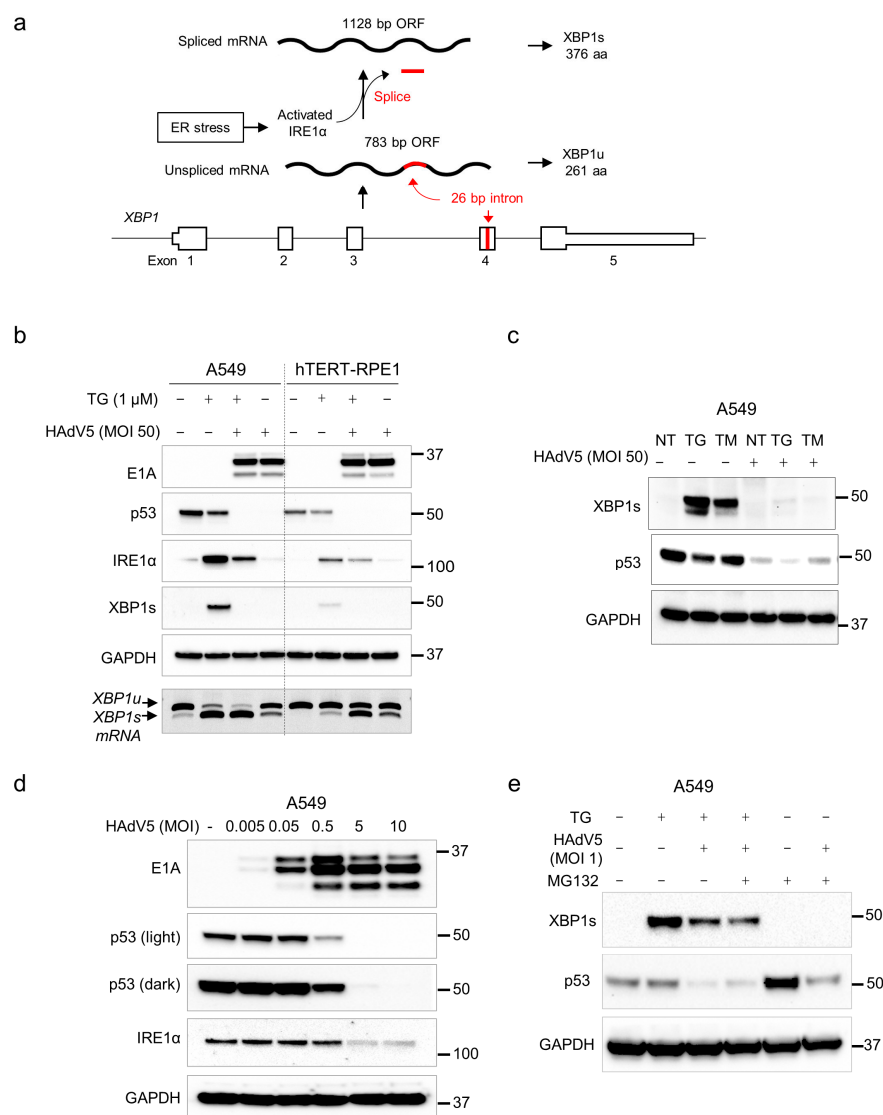 a
1128 bp ORF
Spliced mRNA
XBP1s
376 aa
Splice
ER stress
Activated
IRE1α
783 bp ORF
Unspliced mRNA
XBP1u
261 aa
26 bp intron
XBP1
Exon 1 2 3 4 5
b
A549 hTERT-RPE1
TG (1 µM) – + + – – + + –
HAdV5 (MOI 50) – – + + – – + +
E1A 37
p53 50
IRE1α 100
XBP1s 50
GAPDH 37
XBP1u
XBP1s
mRNA
c
A549
NT TG TM NT TG TM
HAdV5 (MOI 50) – – – + + +
XBP1s 50
p53 50
GAPDH 37
d
A549
HAdV5 (MOI) - 0.005 0.05 0.5 5 10
E1A 37
p53 (light) 50
p53 (dark) 50
IRE1α 100
GAPDH 37
e
A549
TG – + + + – –
HAdV5
(MOI 1) – – + + – +
MG132 – – – + + +
XBP1s 50
p53 50
GAPDH 37